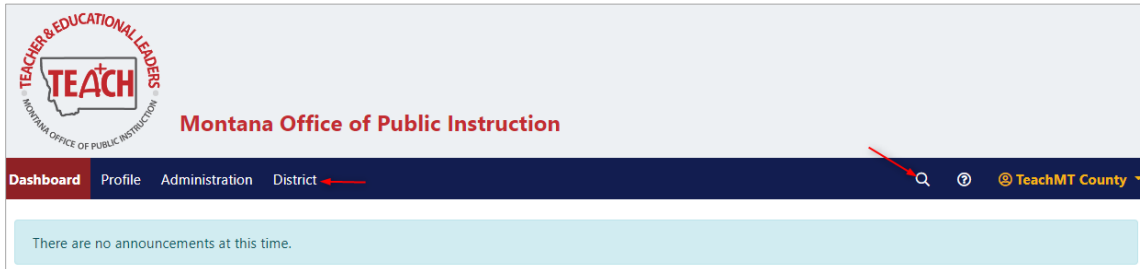 TEACHER & EDUCATIONAL LEADERS
TEACH
MONTANA OFFICE OF PUBLIC INSTRUCTION
Montana Office of Public Instruction
Dashboard Profile Administration District TeachMT County
There are no announcements at this time.